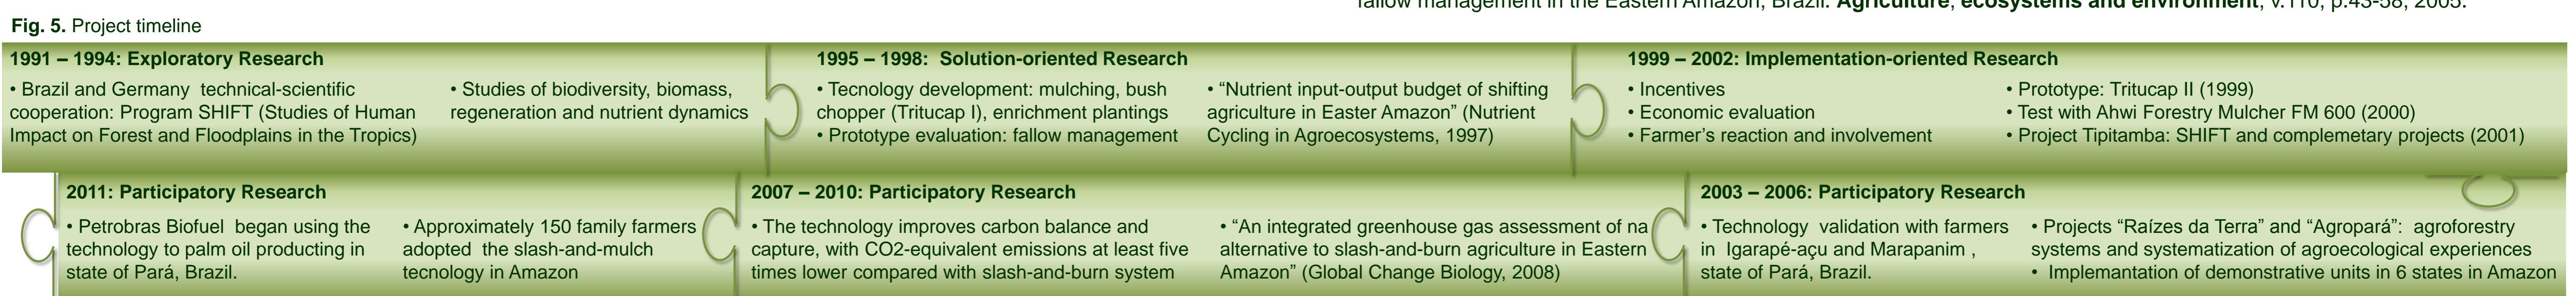 fallow management in the Eastern Amazon, Brazil. Agriculture, ecosystems and environment, v.110, p.43-58, 2005.
Fig. 5. Project timeline
1991 – 1994: Exploratory Research
• Brazil and Germany technical-scientific
cooperation: Program SHIFT (Studies of Human
Impact on Forest and Floodplains in the Tropics)
• Studies of biodiversity, biomass,
regeneration and nutrient dynamics
1995 – 1998: Solution-oriented Research
• Tecnology development: mulching, bush
chopper (Tritucap I), enrichment plantings
• Prototype evaluation: fallow management
• “Nutrient input-output budget of shifting
agriculture in Easter Amazon” (Nutrient
Cycling in Agroecosystems, 1997)
1999 – 2002: Implementation-oriented Research
• Incentives
• Economic evaluation
• Farmer’s reaction and involvement
• Prototype: Tritucap II (1999)
• Test with Ahwi Forestry Mulcher FM 600 (2000)
• Project Tipitamba: SHIFT and complemetary projects (2001)
2011: Participatory Research
• Petrobras Biofuel began using the
technology to palm oil producting in
state of Pará, Brazil.
• Approximately 150 family farmers
adopted the slash-and-mulch
tecnology in Amazon
2007 – 2010: Participatory Research
• The technology improves carbon balance and
capture, with CO2-equivalent emissions at least five
times lower compared with slash-and-burn system
• “An integrated greenhouse gas assessment of na
alternative to slash-and-burn agriculture in Eastern
Amazon” (Global Change Biology, 2008)
2003 – 2006: Participatory Research
• Technology validation with farmers
in Igarapé-açu and Marapanim ,
state of Pará, Brazil.
• Projects “Raízes da Terra” and “Agropará”: agroforestry
systems and systematization of agroecological experiences
• Implemantation of demonstrative units in 6 states in Amazon